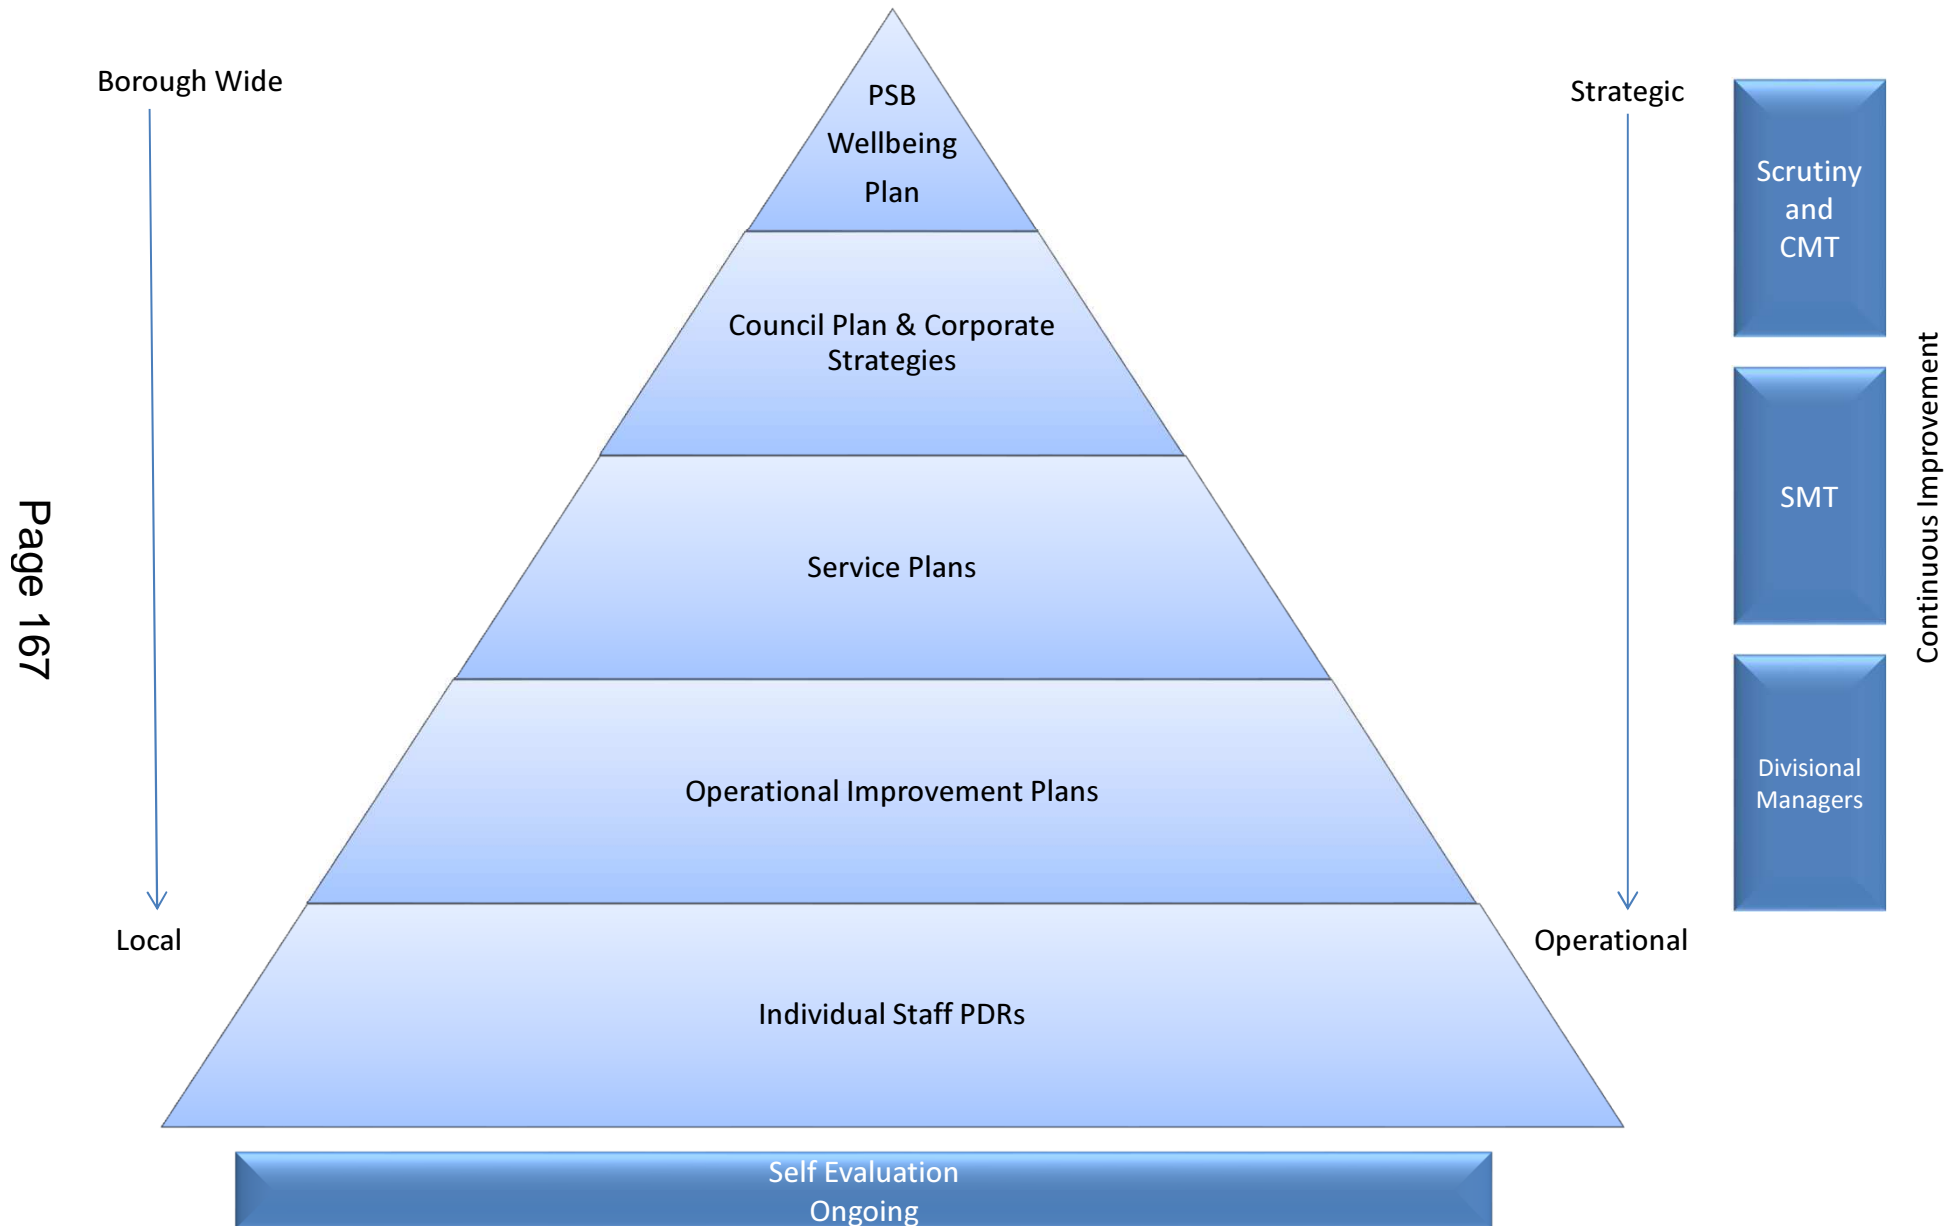 Borough Wide
PSB
Wellbeing
Plan
Strategic
Scrutiny
and
CMT
Council Plan & Corporate
Strategies
Continuous Improvement
SMT
Service Plans
Page 167
Operational Improvement Plans
Divisional
Managers
Local
Operational
Individual Staff PDRs
Self Evaluation
Ongoing